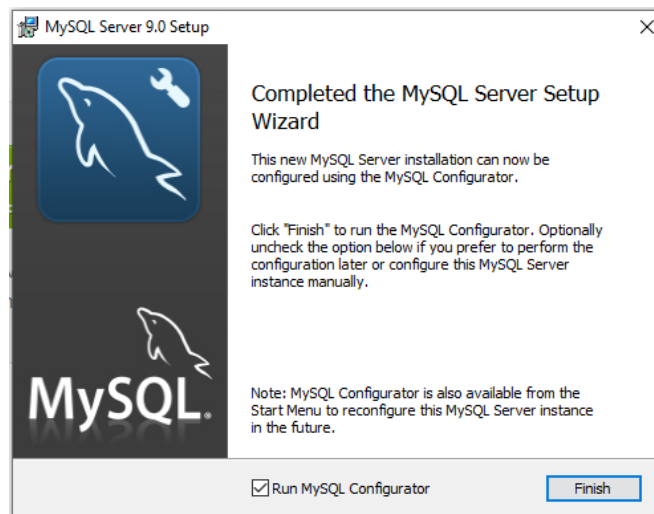 MySQL Server 9.0 Setup
Completed the MySQL Server Setup
Wizard
This new MySQL Server installation can now be
configured using the MySQL Configurator.
Click "Finish" to run the MySQL Configurator. Optionally
uncheck the option below if you prefer to perform the
configuration later or configure this MySQL Server
instance manually.
MySQL.
Note: MySQL Configurator is also available from the
Start Menu to reconfigure this MySQL Server instance
in the future.
Run MySQL Configurator
Finish